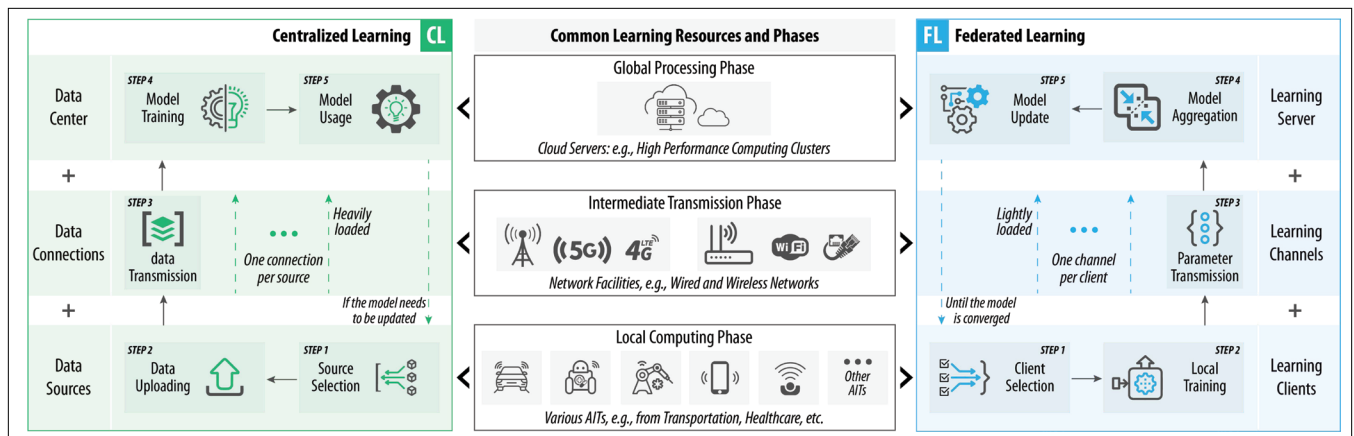 Centralized Learning CL
Data
Center
STEP 4
Model
Training
STEP 5
Model
Usage
+
Data
Connections
STEP 3
data
Transmission
One connection
per source
Heavily
loaded
If the model needs
to be updated
+
Data
Sources
STEP 2
Data
Uploading
STEP 1
Source
Selection
Common Learning Resources and Phases
Global Processing Phase
Cloud Servers: e.g., High Performance Computing Clusters
Intermediate Transmission Phase
5G
4G LTE
Wi Fi
Network Facilities, e.g., Wired and Wireless Networks
Local Computing Phase
Other
AITs
Various AITs, e.g., from Transportation, Healthcare, etc.
FL Federated Learning
STEP 5
Model
Update
STEP 4
Model
Aggregation
Learning
Server
+
Lightly
loaded
One channel
per client
STEP 3
Parameter
Transmission
Learning
Channels
Until the model
is converged
+
STEP 1
Client
Selection
STEP 2
Local
Training
Learning
Clients